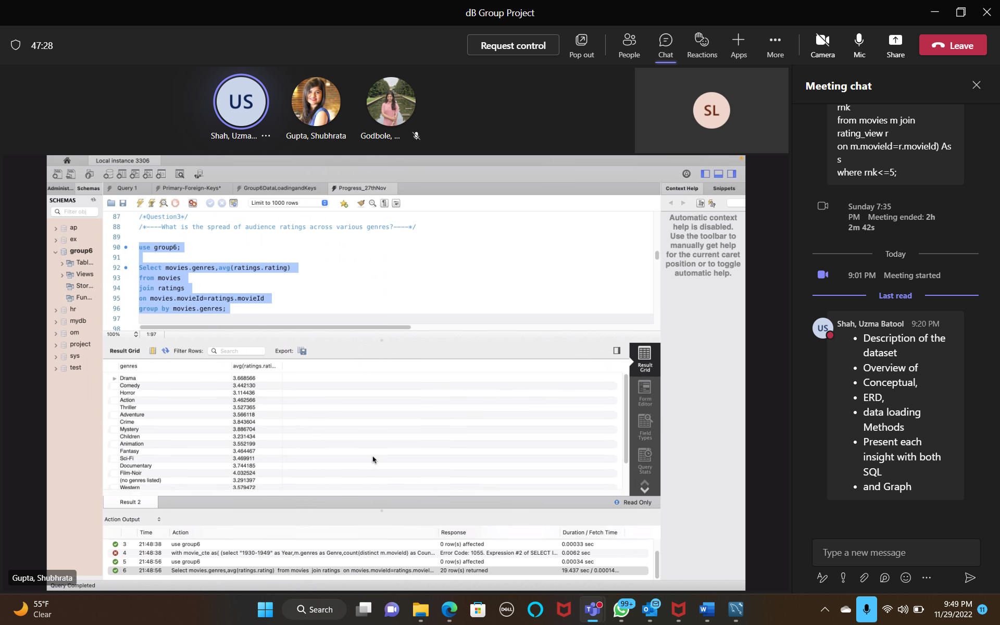 dB Group Project
47:28
Request control
Pop out
People
Chat
Reactions
Apps
More
Camera
Mic
Share
Leave
US
Shah, Uzma... ···
Gupta, Shubhrata
Godbole, ...
SL
Meeting chat
rnk
from movies m join
rating_view r
on m.movieId=r.movieId) As
s
where rnk<=5;
Sunday 7:35
PM Meeting ended: 2h
2m 42s
Today
9:01 PM Meeting started
Last read
US
Shah, Uzma Batool 9:20 PM
• Description of the
dataset
• Overview of
• Conceptual,
• ERD,
• data loading
Methods
• Present each
insight with both
SQL
• and Graph
Type a new message
Local instance 3306
Administ... Schemas
Query 1
Primary-Foreign-Keys*
Group6DataLoadingandKeys
Progress_27thNov
Context Help
Snippets
SCHEMAS
Filter obj
Limit to 1000 rows
ap
ex
group6
Tabl...
Views
Stor...
Fun...
hr
mydb
om
project
sys
test
87 /*Question3*/
88 /*----What is the spread of audience ratings across various genres?----*/
89
90 use group6;
91
92 Select movies.genres,avg(ratings.rating)
93 from movies
94 join ratings
95 on movies.movieId=ratings.movieId
96 group by movies.genres;
97
98
100% 1:97
Automatic context
help is disabled.
Use the toolbar to
manually get help
for the current caret
position or to toggle
automatic help.
Result Grid Filter Rows: Search Export:
genres avg(ratings.rati...
Drama 3.668566
Comedy 3.442130
Horror 3.114436
Action 3.462566
Thriller 3.527365
Adventure 3.566118
Crime 3.843604
Mystery 3.886704
Children 3.231434
Animation 3.552199
Fantasy 3.464467
Sci-Fi 3.469911
Documentary 3.744185
Film-Noir 4.032524
(no genres listed) 3.291397
Western 3.579472
Result
Grid
Form
Editor
Field
Types
Query
Stats
Result 2
Read Only
Action Output
Time Action Response Duration / Fetch Time
3 21:48:38 use group6 0 row(s) affected 0.00033 sec
4 21:48:38 with movie_cte as( (select "1930-1949" as Year,m.genres as Genre,count(distinct m.movieId) as Coun... Error Code: 1055. Expression #2 of SELECT l... 0.0062 sec
5 21:48:56 use group6 0 row(s) affected 0.00034 sec
6 21:48:56 Select movies.genres,avg(ratings.rating) from movies join ratings on movies.movieId=ratings.movieI... 20 row(s) returned 19.437 sec / 0.00014...
Gupta, Shubhrata
Query Completed
55°F
Clear
Search
DELL
99+
9:49 PM
11/29/2022
11